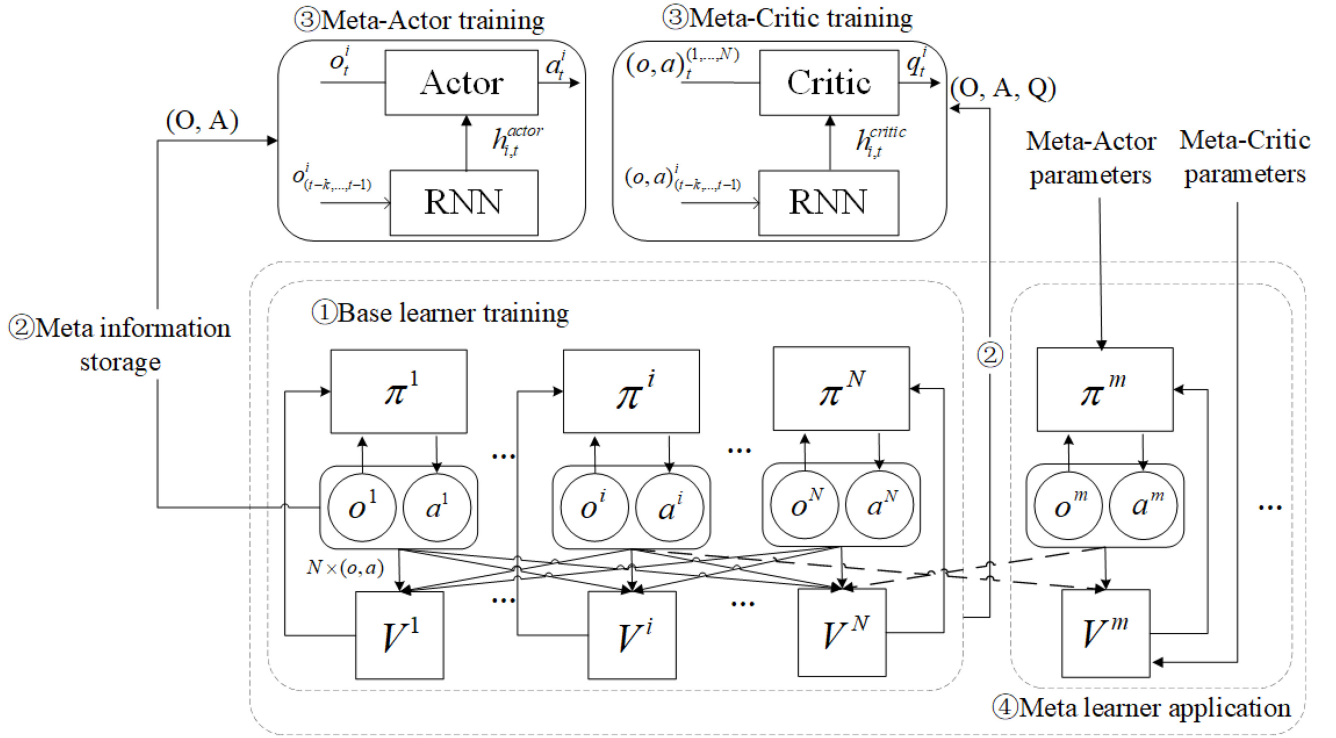 ③Meta-Actor training
③Meta-Critic training
o_t^i
Actor
a_t^i
(o,a)_t^{(1,...,N)}
Critic
q_t^i
(O, A)
(O, A, Q)
h_{i,t}^{actor}
h_{i,t}^{critic}
o_{(t-k,...,t-1)}^i
RNN
(o,a)_{(t-k,...,t-1)}^i
RNN
Meta-Actor
parameters
Meta-Critic
parameters
②Meta information
storage
①Base learner training
②
π^1
π^i
π^N
π^m
...
...
o^1
a^1
o^i
a^i
o^N
a^N
o^m
a^m
...
N×(o,a)
...
...
V^1
V^i
V^N
V^m
④Meta learner application